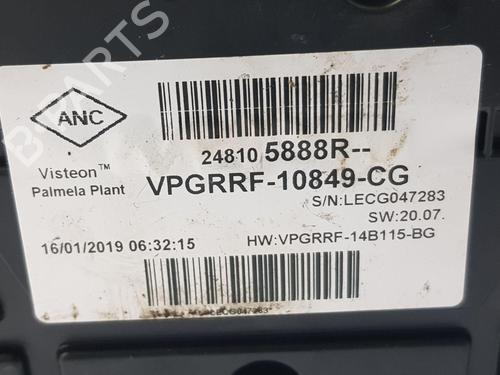 ANC
Visteon™
Palmela Plant
24810 5888R--
VPGRRF-10849-CG
S/N:LECG047283
SW:20.07.
16/01/2019 06:32:15
HW:VPGRRF-14B115-BG
B-PARTS